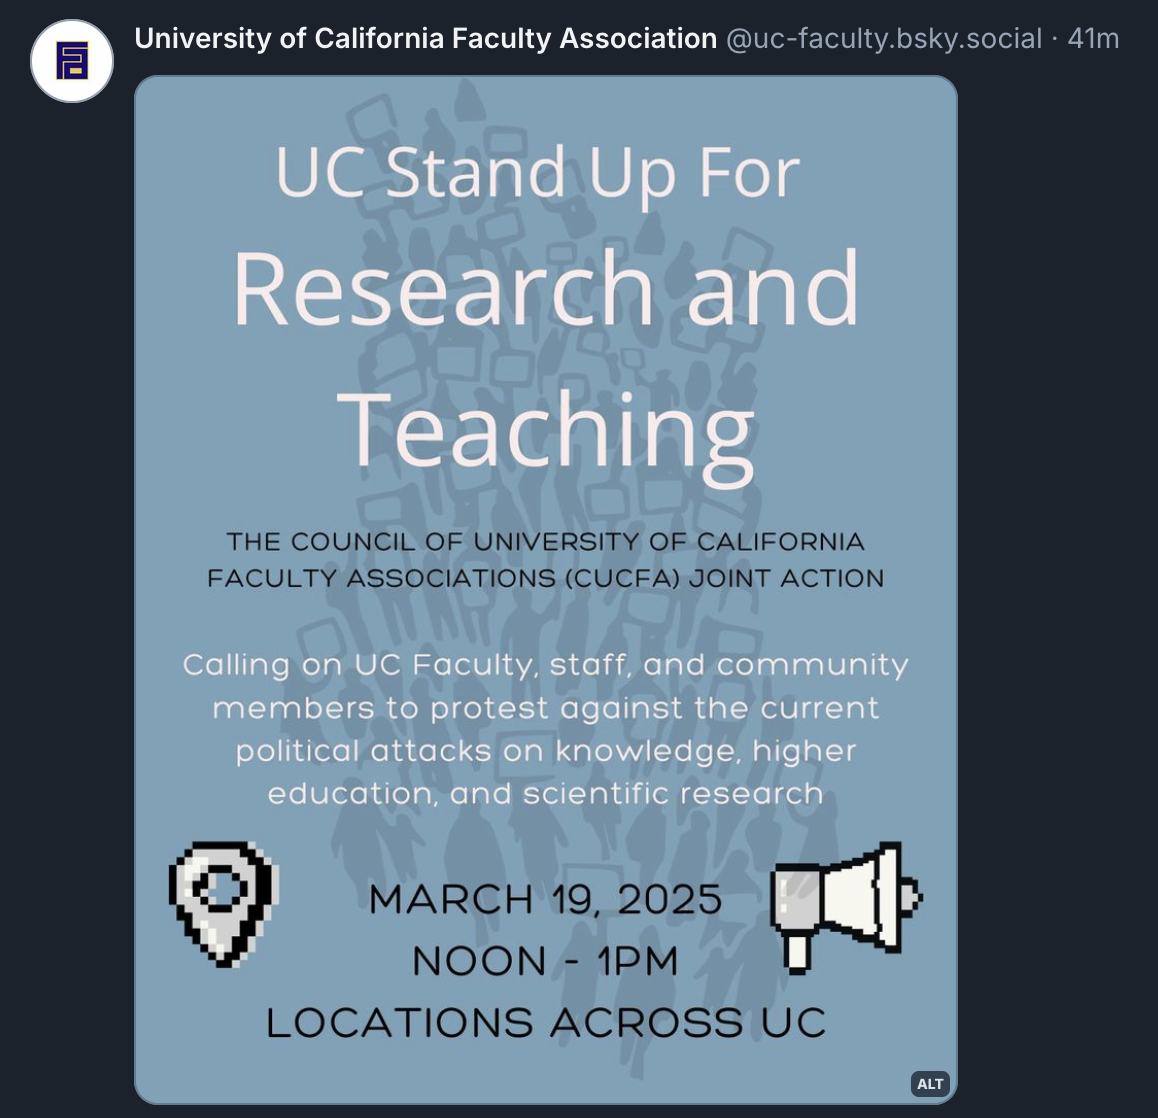 University of California Faculty Association @uc-faculty.bsky.social · 41m
UC Stand Up For
Research and
Teaching
THE COUNCIL OF UNIVERSITY OF CALIFORNIA
FACULTY ASSOCIATIONS (CUCFA) JOINT ACTION
Calling on UC Faculty, staff, and community
members to protest against the current
political attacks on knowledge, higher
education, and scientific research
MARCH 19, 2025
NOON - 1PM
LOCATIONS ACROSS UC
ALT